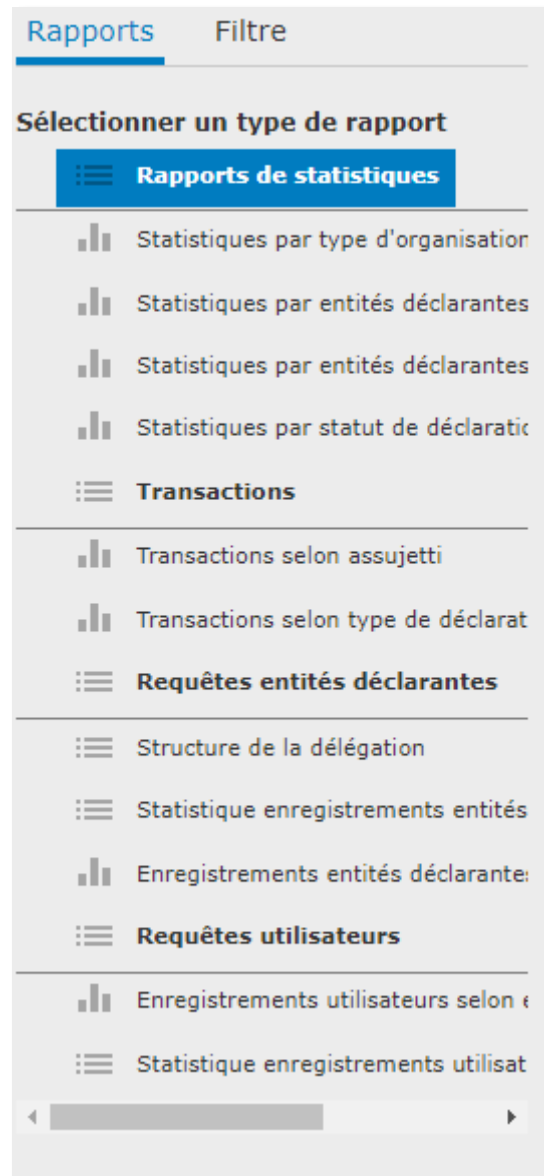 Rapports Filtre
Sélectionner un type de rapport
Rapports de statistiques
Statistiques par type d'organisation
Statistiques par entités déclarantes
Statistiques par entités déclarantes
Statistiques par statut de
Transactions
Transactions selon assujetti
Transactions selon type de
Requêtes entités déclarantes
Structure de la délégation
Statistique enregistrements entités
Enregistrements entités
Requêtes utilisateurs
Enregistrements utilisateurs selon
Statistique enregistrements